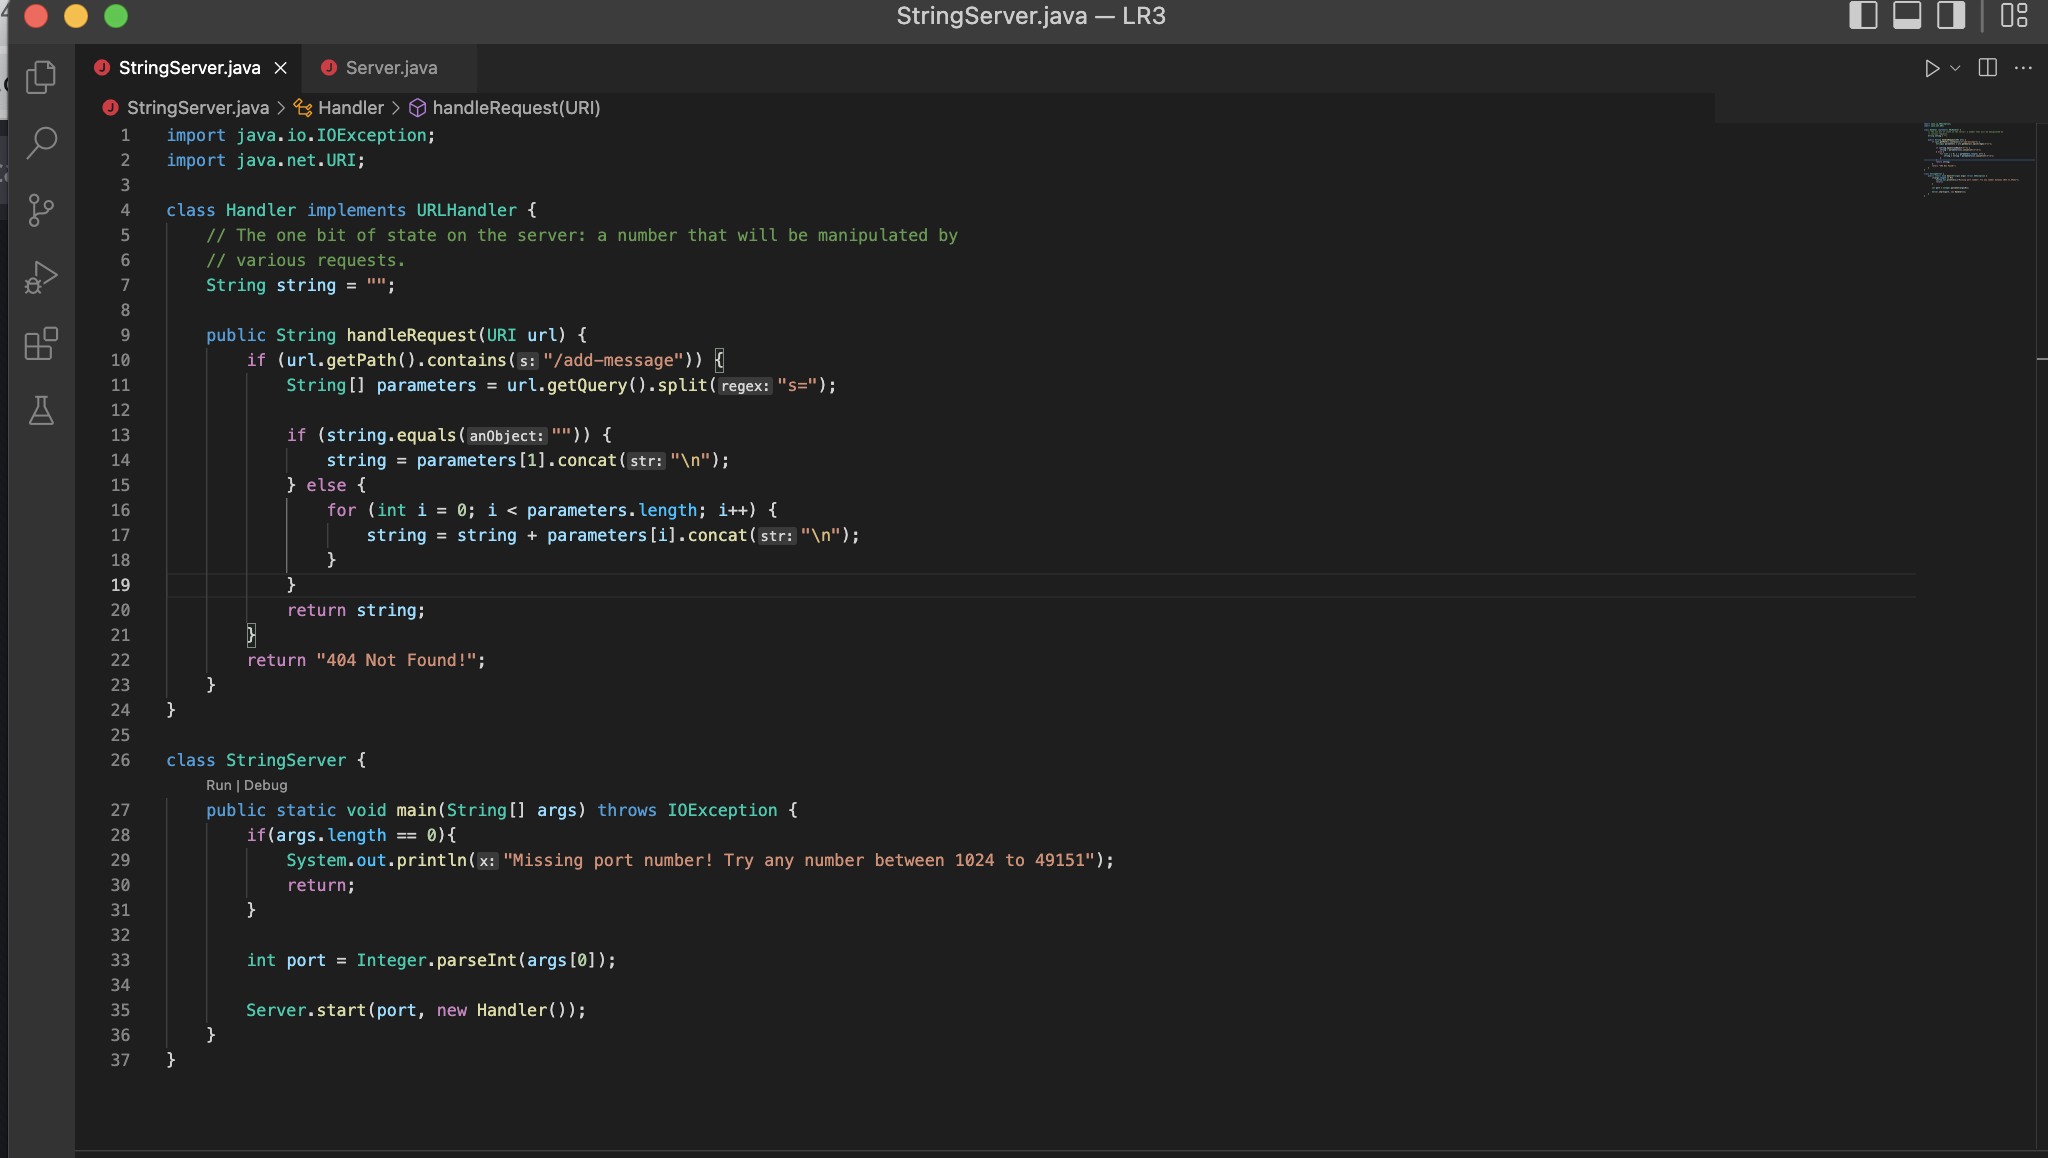 StringServer.java — LR3
StringServer.java
Server.java
StringServer.java > Handler > handleRequest(URI)
1 import java.io.IOException;
2 import java.net.URI;
3
4 class Handler implements URLHandler {
5 // The one bit of state on the server: a number that will be manipulated by
6 // various requests.
7 String string = "";
8
9 public String handleRequest(URI url) {
10 if (url.getPath().contains(s: "/add-message")) {
11 String[] parameters = url.getQuery().split(regex: "s=");
12
13 if (string.equals(anObject: "")) {
14 string = parameters[1].concat(str: "\n");
15 } else {
16 for (int i = 0; i < parameters.length; i++) {
17 string = string + parameters[i].concat(str: "\n");
18 }
19 }
20 return string;
21 }
22 return "404 Not Found!";
23 }
24 }
25
26 class StringServer {
Run | Debug
27 public static void main(String[] args) throws IOException {
28 if(args.length == 0){
29 System.out.println(x: "Missing port number! Try any number between 1024 to 49151");
30 return;
31 }
32
33 int port = Integer.parseInt(args[0]);
34
35 Server.start(port, new Handler());
36 }
37 }